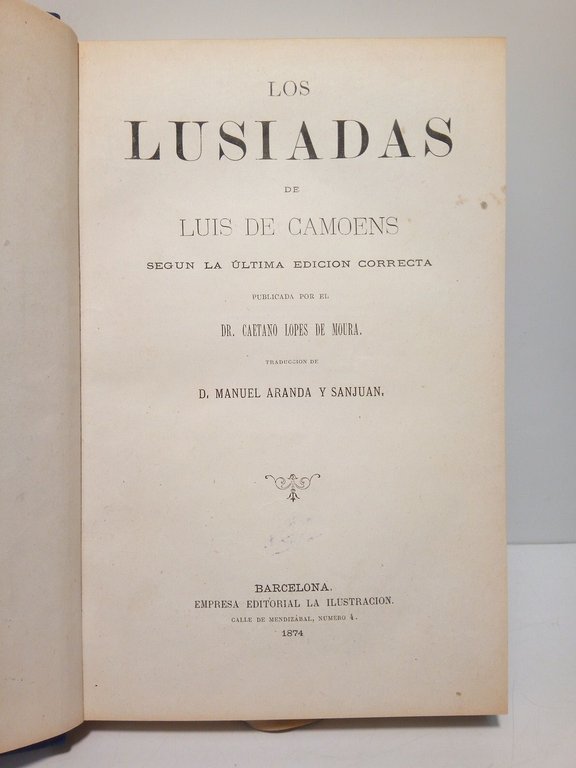 LOS
LUSIADAS
DE
LUIS DE CAMOENS
SEGUN LA ÚLTIMA EDICION CORRECTA
PUBLICADA POR EL
DR. CAETANO LOPES DE MOURA.
TRADUCCION DE
D. MANUEL ARANDA Y SANJUAN.
BARCELONA.
EMPRESA EDITORIAL LA ILUSTRACION.
CALLE DE MENDIZÁBAL, NÚMERO 4.
1874